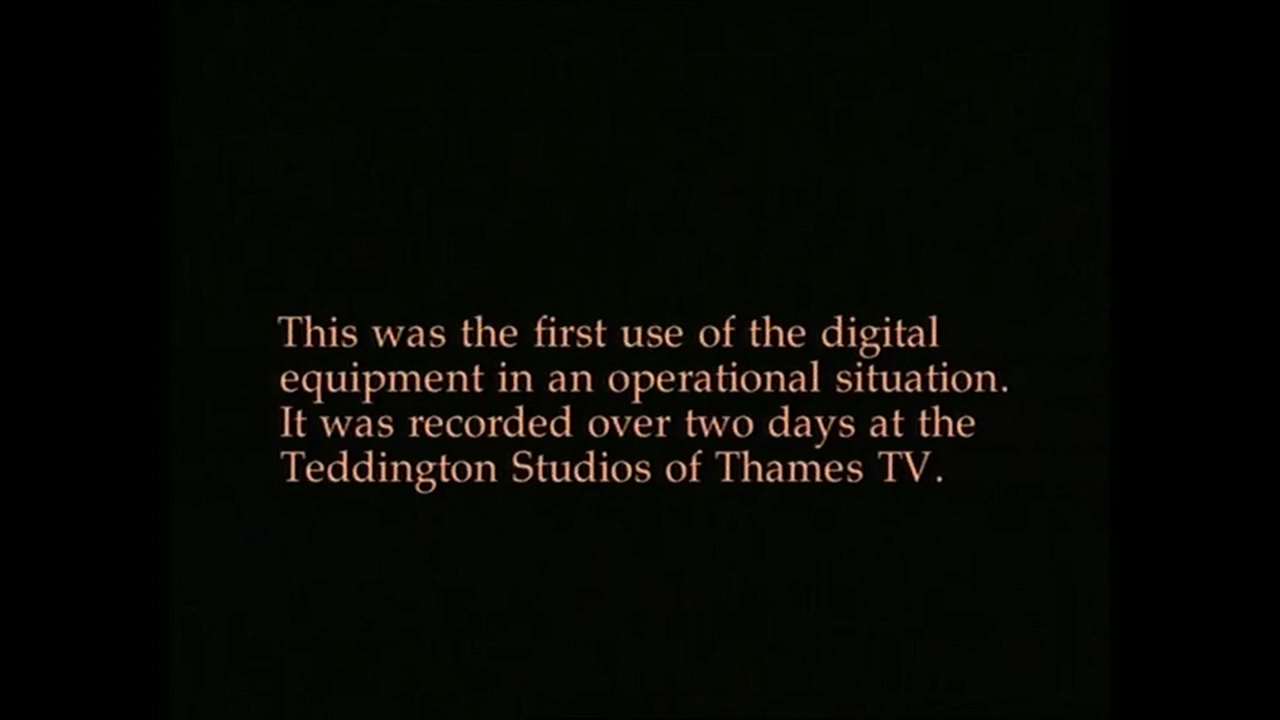 This was the first use of the digital
equipment in an operational situation.
It was recorded over two days at the
Teddington Studios of Thames TV.